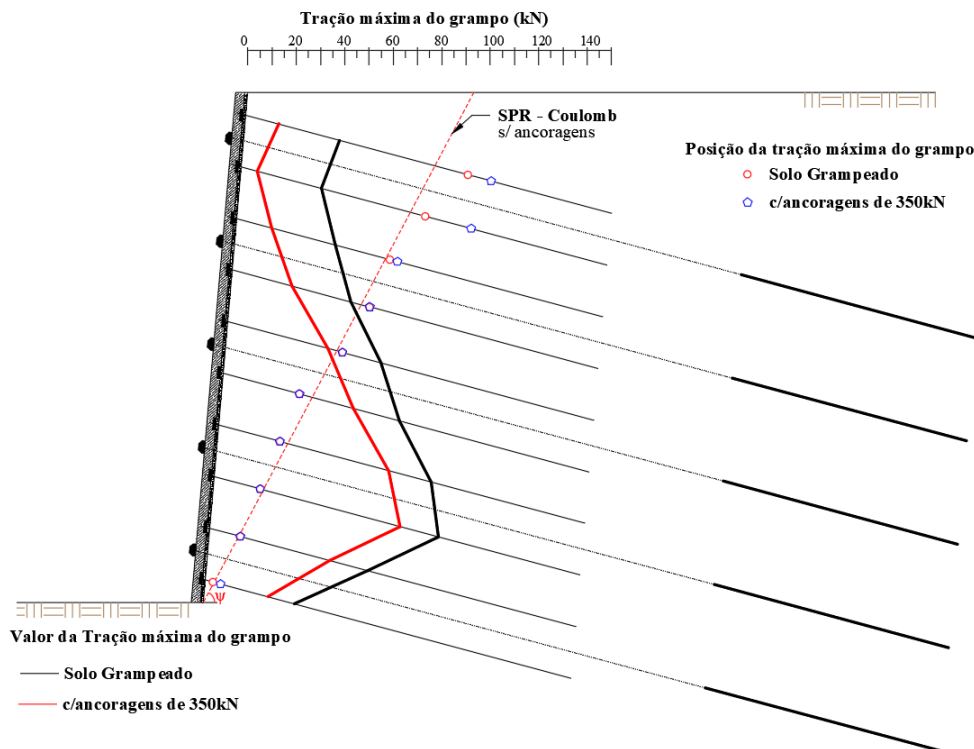 Tração máxima do grampo (kN)
0 20 40 60 80 100 120 140
SPR - Coulomb
s/ ancoragens
Posição da tração máxima do grampo
Solo Grampeado
c/ancoragens de 350kN
ψ
Valor da Tração máxima do grampo
Solo Grampeado
c/ancoragens de 350kN